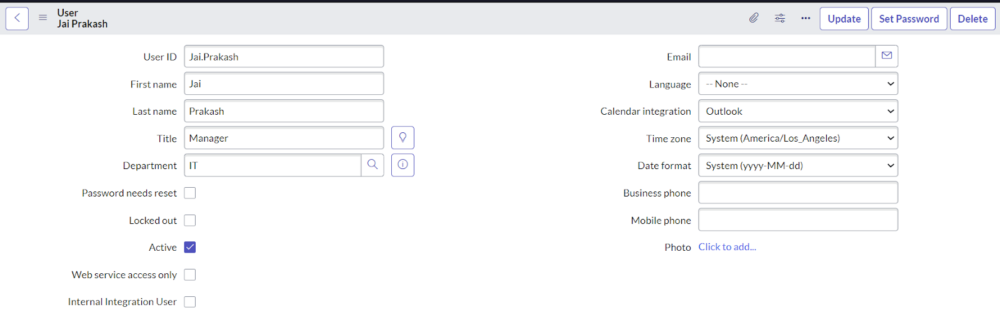 User
Jai Prakash
Update
Set Password
Delete
User ID Jai.Prakash
First name Jai
Last name Prakash
Title Manager
Department IT
Password needs reset
Locked out
Active
Web service access only
Internal Integration User
Email
Language -- None --
Calendar integration Outlook
Time zone System (America/Los_Angeles)
Date format System (yyyy-MM-dd)
Business phone
Mobile phone
Photo Click to add...